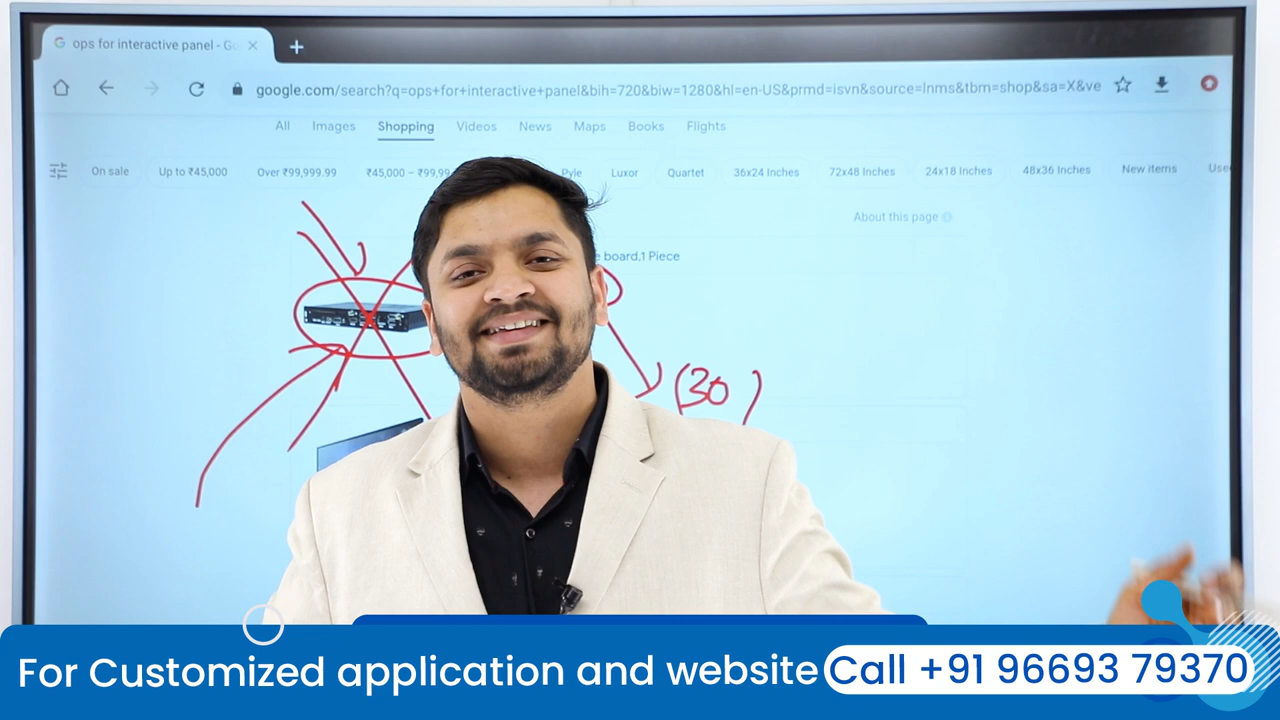 ops for interactive panel - G
google.com/search?q=ops+for+interactive+panel&bih=720&biw=1280&hl=en-US&prmd=isvn&source=lnms&tbm=shop&sa=X&ve
All Images Shopping Videos News Maps Books Flights
On sale Up to ₹45,000 Over ₹99,999.99 ₹45,000 – ₹99,99 Pyle Luxor Quartet 36x24 Inches 72x48 Inches 24x18 Inches 48x36 Inches New items Use
About this page
e board,1 Piece
(30)
For Customized application and website Call +91 96693 79370